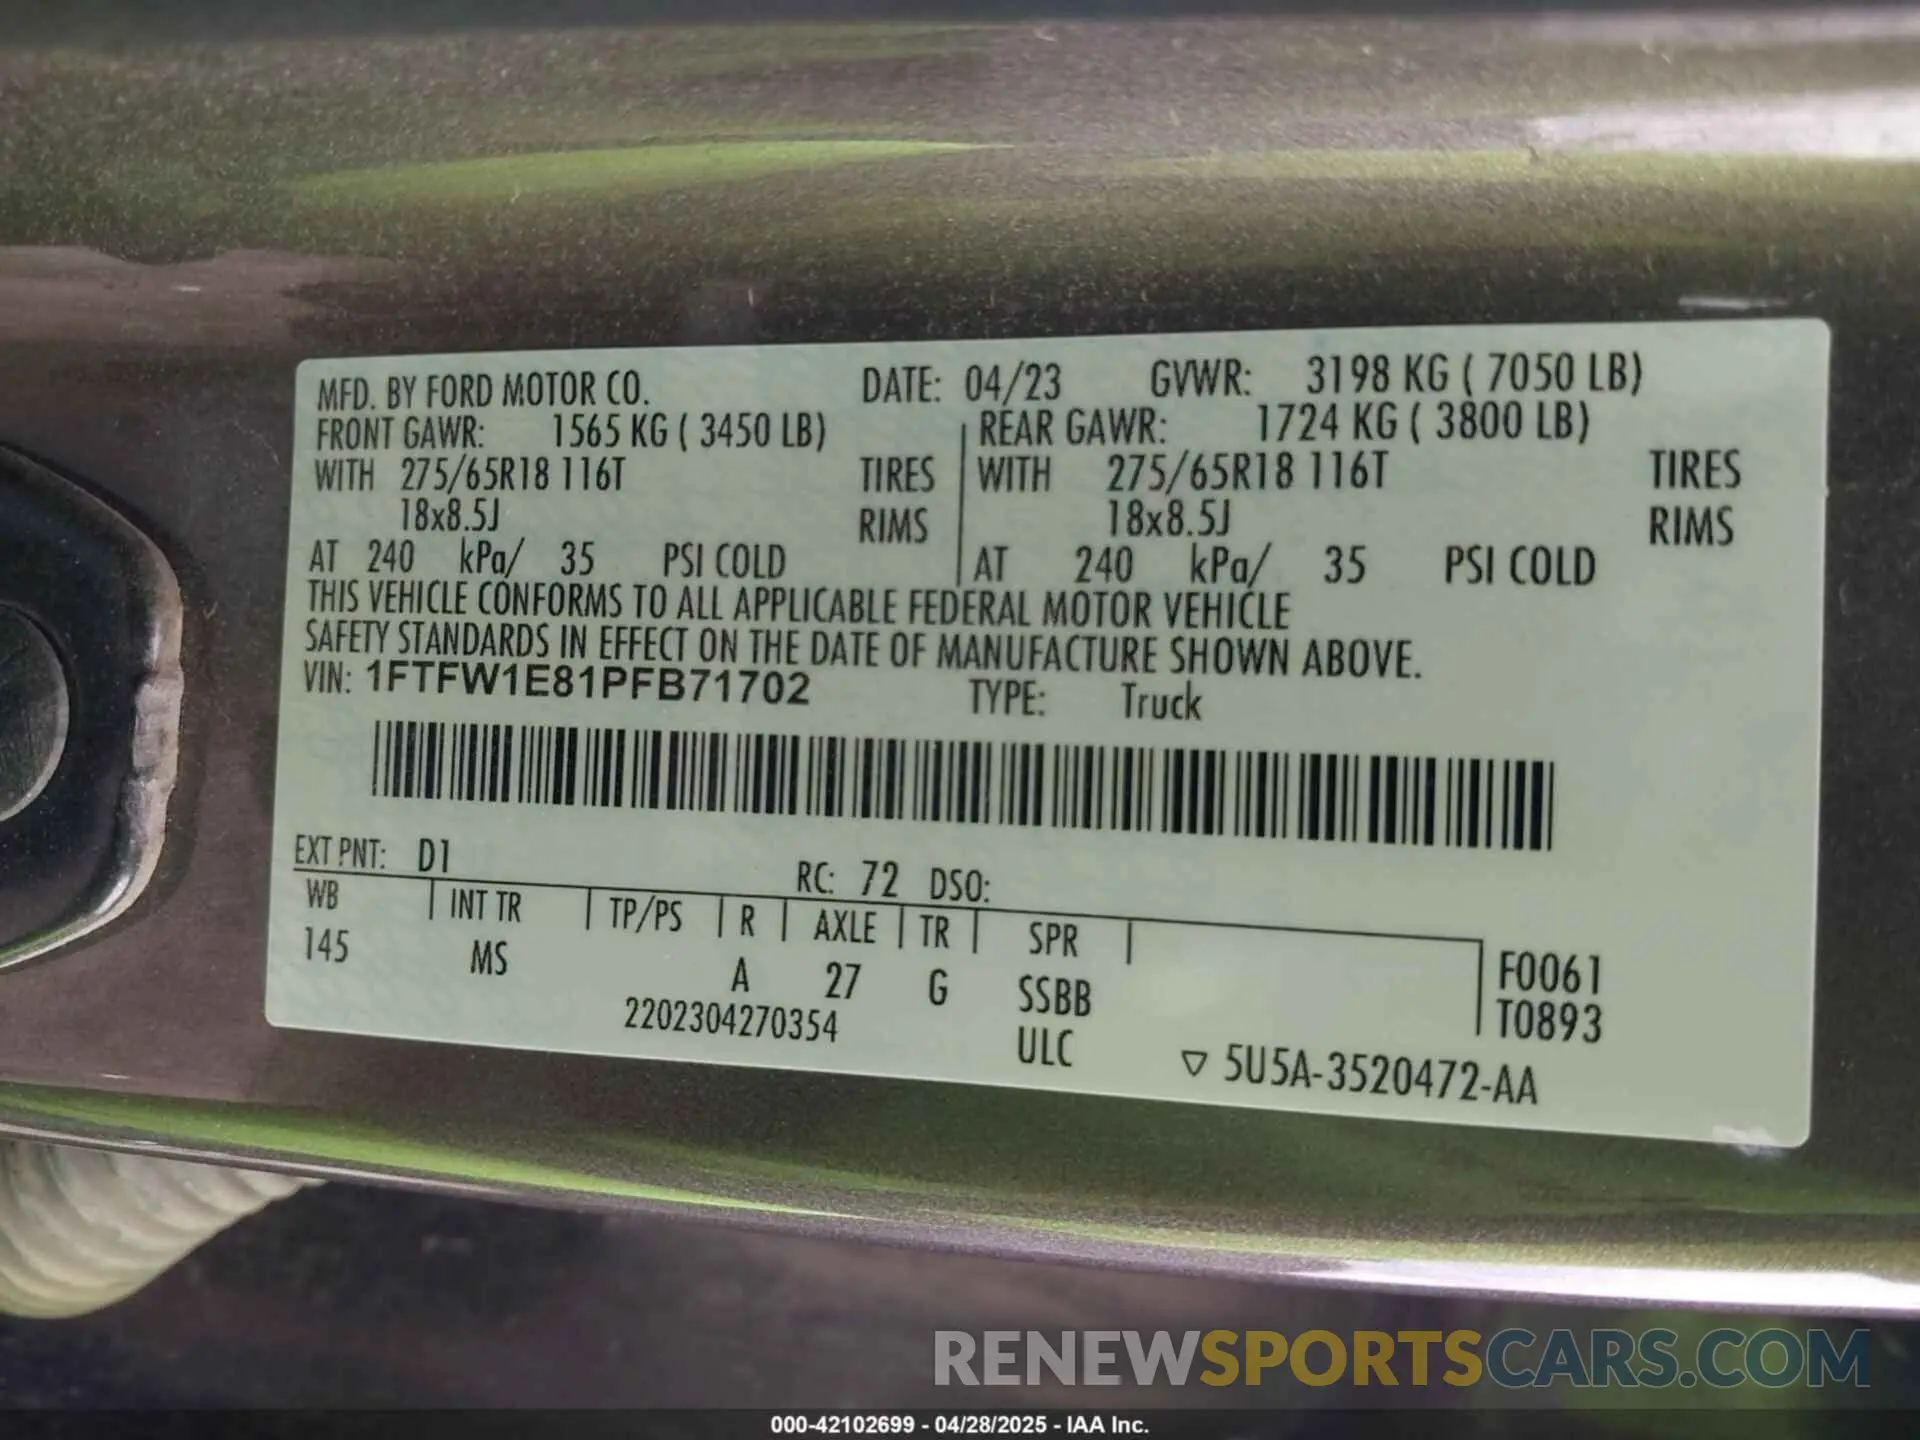 MFD. BY FORD MOTOR CO. DATE: 04/23 GVWR: 3198 KG ( 7050 LB)
FRONT GAWR: 1565 KG ( 3450 LB) REAR GAWR: 1724 KG ( 3800 LB)
WITH 275/65R18 116T TIRES WITH 275/65R18 116T TIRES
18x8.5J RIMS 18x8.5J RIMS
AT 240 kPa/ 35 PSI COLD AT 240 kPa/ 35 PSI COLD
THIS VEHICLE CONFORMS TO ALL APPLICABLE FEDERAL MOTOR VEHICLE
SAFETY STANDARDS IN EFFECT ON THE DATE OF MANUFACTURE SHOWN ABOVE.
VIN: 1FTFW1E81PFB71702 TYPE: Truck
EXT PNT: D1 RC: 72 DSO:
WB INT TR TP/PS R AXLE TR SPR
145 MS A 27 G SSBB F0061
2202304270354 ULC T0893
▽ 5U5A-3520472-AA
RENEWSPORTSCARS.COM
000-42102699 - 04/28/2025 - IAA Inc.